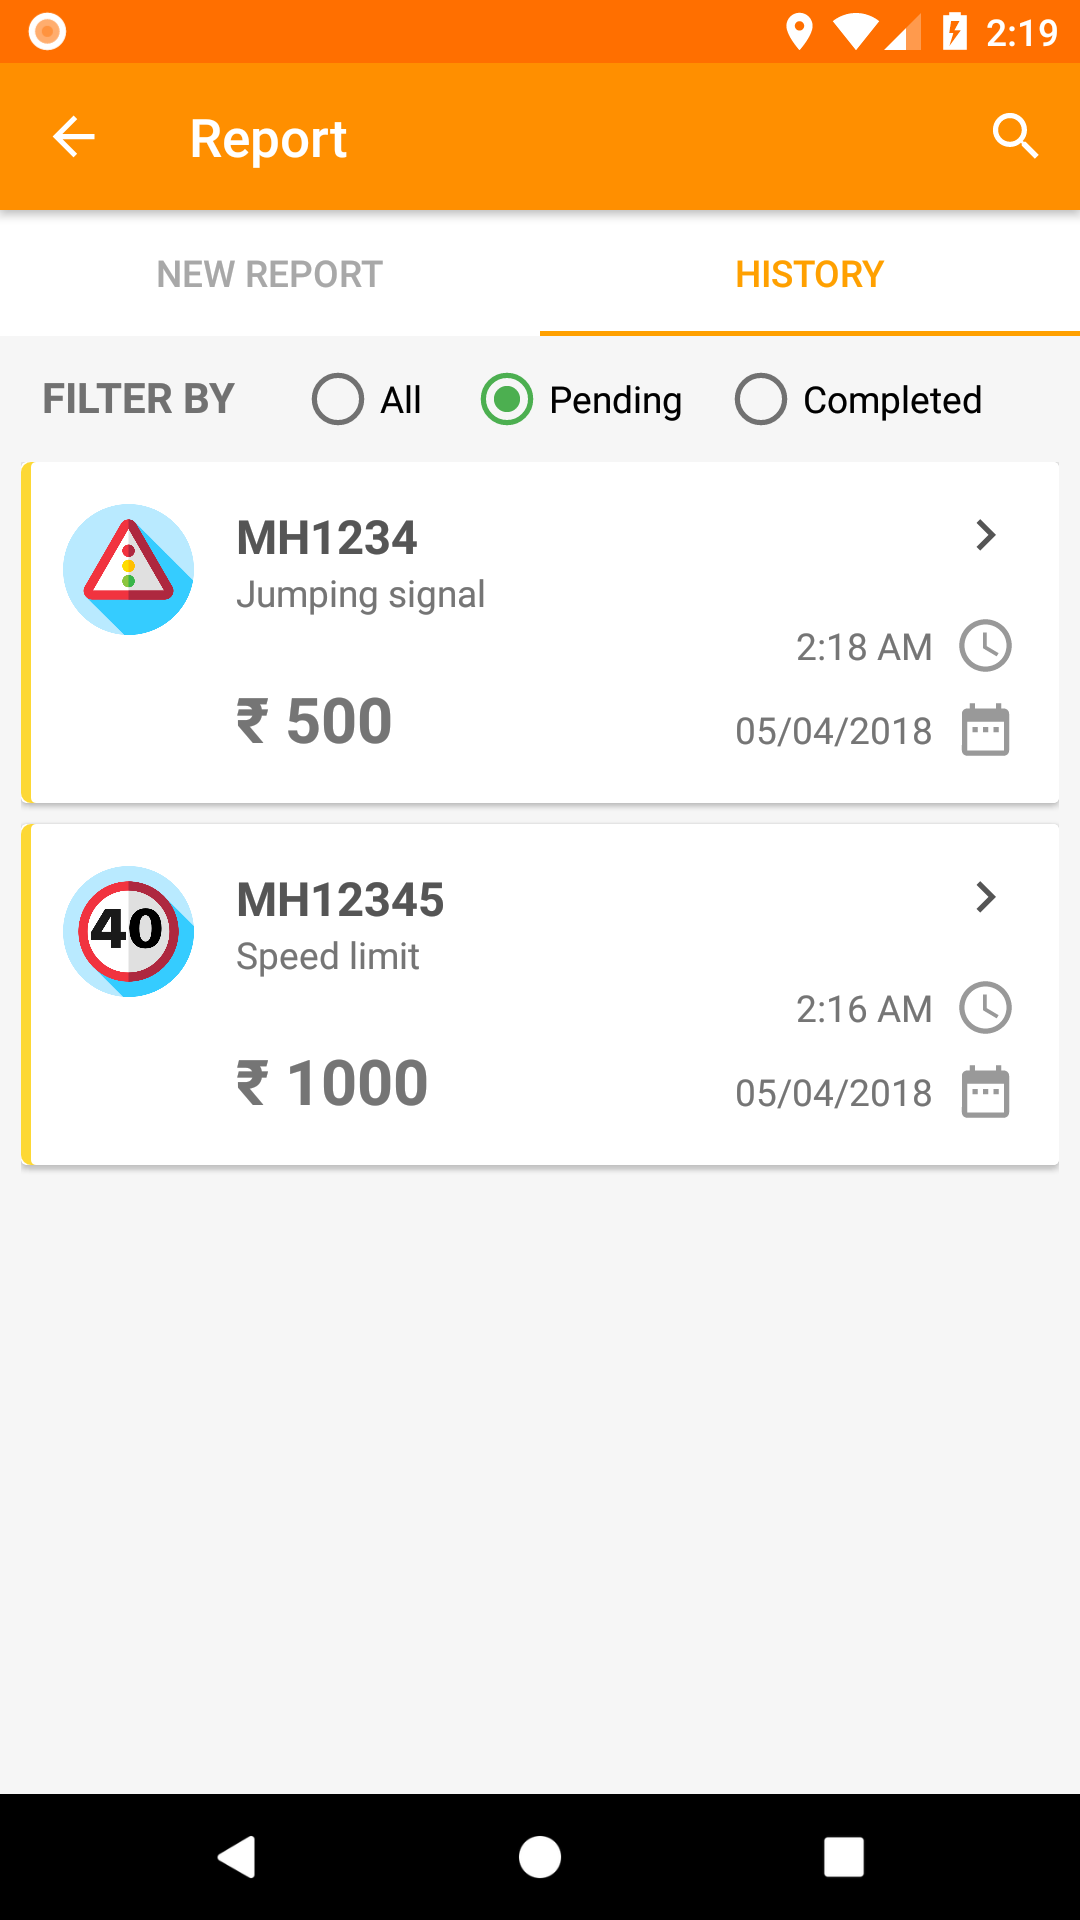 2:19
Report
NEW REPORT HISTORY
FILTER BY All Pending Completed
MH1234
Jumping signal
2:18 AM
₹ 500
05/04/2018
40
MH12345
Speed limit
2:16 AM
₹ 1000
05/04/2018